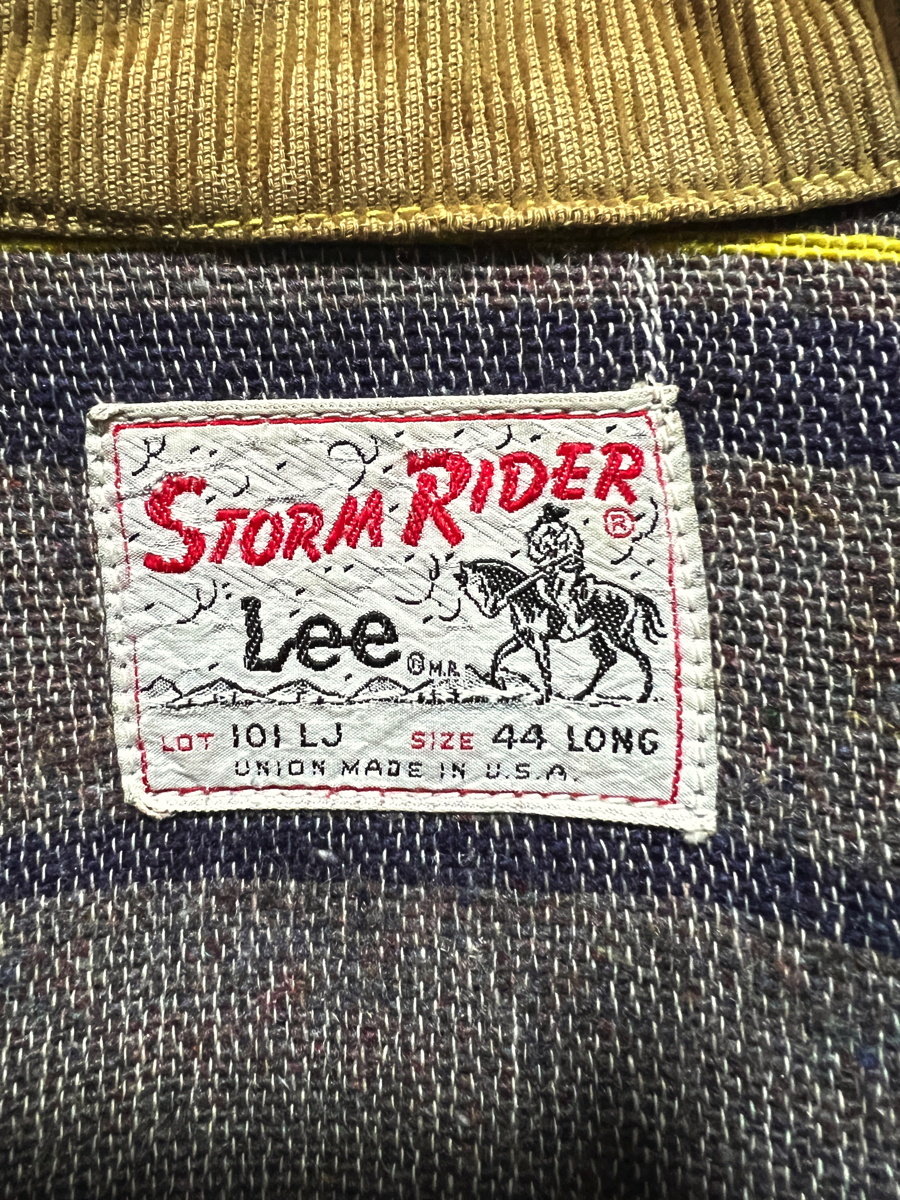 STORM RIDER ®
Lee ® M.R.
LOT 101 LJ SIZE 44 LONG
UNION MADE IN U.S.A.